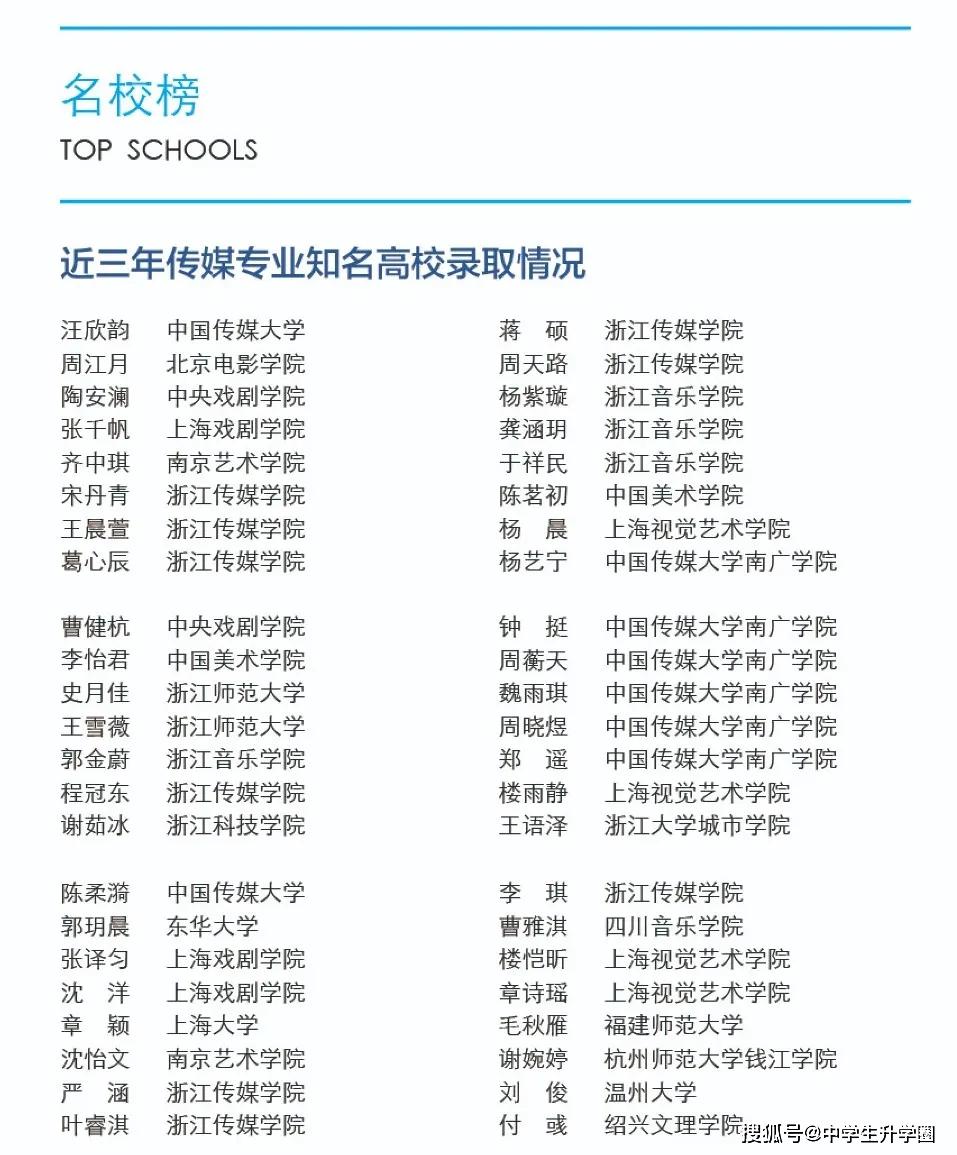 名校榜
TOP SCHOOLS
近三年传媒专业知名高校录取情况
汪欣韵 中国传媒大学 蒋 硕 浙江传媒学院
周江月 北京电影学院 周天路 浙江传媒学院
陶安澜 中央戏剧学院 杨紫璇 浙江音乐学院
张千帆 上海戏剧学院 龚涵玥 浙江音乐学院
齐中琪 南京艺术学院 于祥民 浙江音乐学院
宋丹青 浙江传媒学院 陈茗初 中国美术学院
王晨萱 浙江传媒学院 杨 晨 上海视觉艺术学院
葛心辰 浙江传媒学院 杨艺宁 中国传媒大学南广学院
曹健杭 中央戏剧学院 钟 挺 中国传媒大学南广学院
李怡君 中国美术学院 周蘅天 中国传媒大学南广学院
史月佳 浙江师范大学 魏雨琪 中国传媒大学南广学院
王雪薇 浙江师范大学 周晓煜 中国传媒大学南广学院
郭金蔚 浙江音乐学院 郑 遥 中国传媒大学南广学院
程冠东 浙江传媒学院 楼雨静 上海视觉艺术学院
谢茹冰 浙江科技学院 王语泽 浙江大学城市学院
陈柔漪 中国传媒大学 李 琪 浙江传媒学院
郭玥晨 东华大学 曹雅淇 四川音乐学院
张译匀 上海戏剧学院 楼恺昕 上海视觉艺术学院
沈 洋 上海戏剧学院 章诗瑶 上海视觉艺术学院
章 颖 上海大学 毛秋雁 福建师范大学
沈怡文 南京艺术学院 谢婉婷 杭州师范大学钱江学院
严 涵 浙江传媒学院 刘 俊 温州大学
叶睿淇 浙江传媒学院 付 彧 绍兴文理学院
搜狐号@中学生升学圈